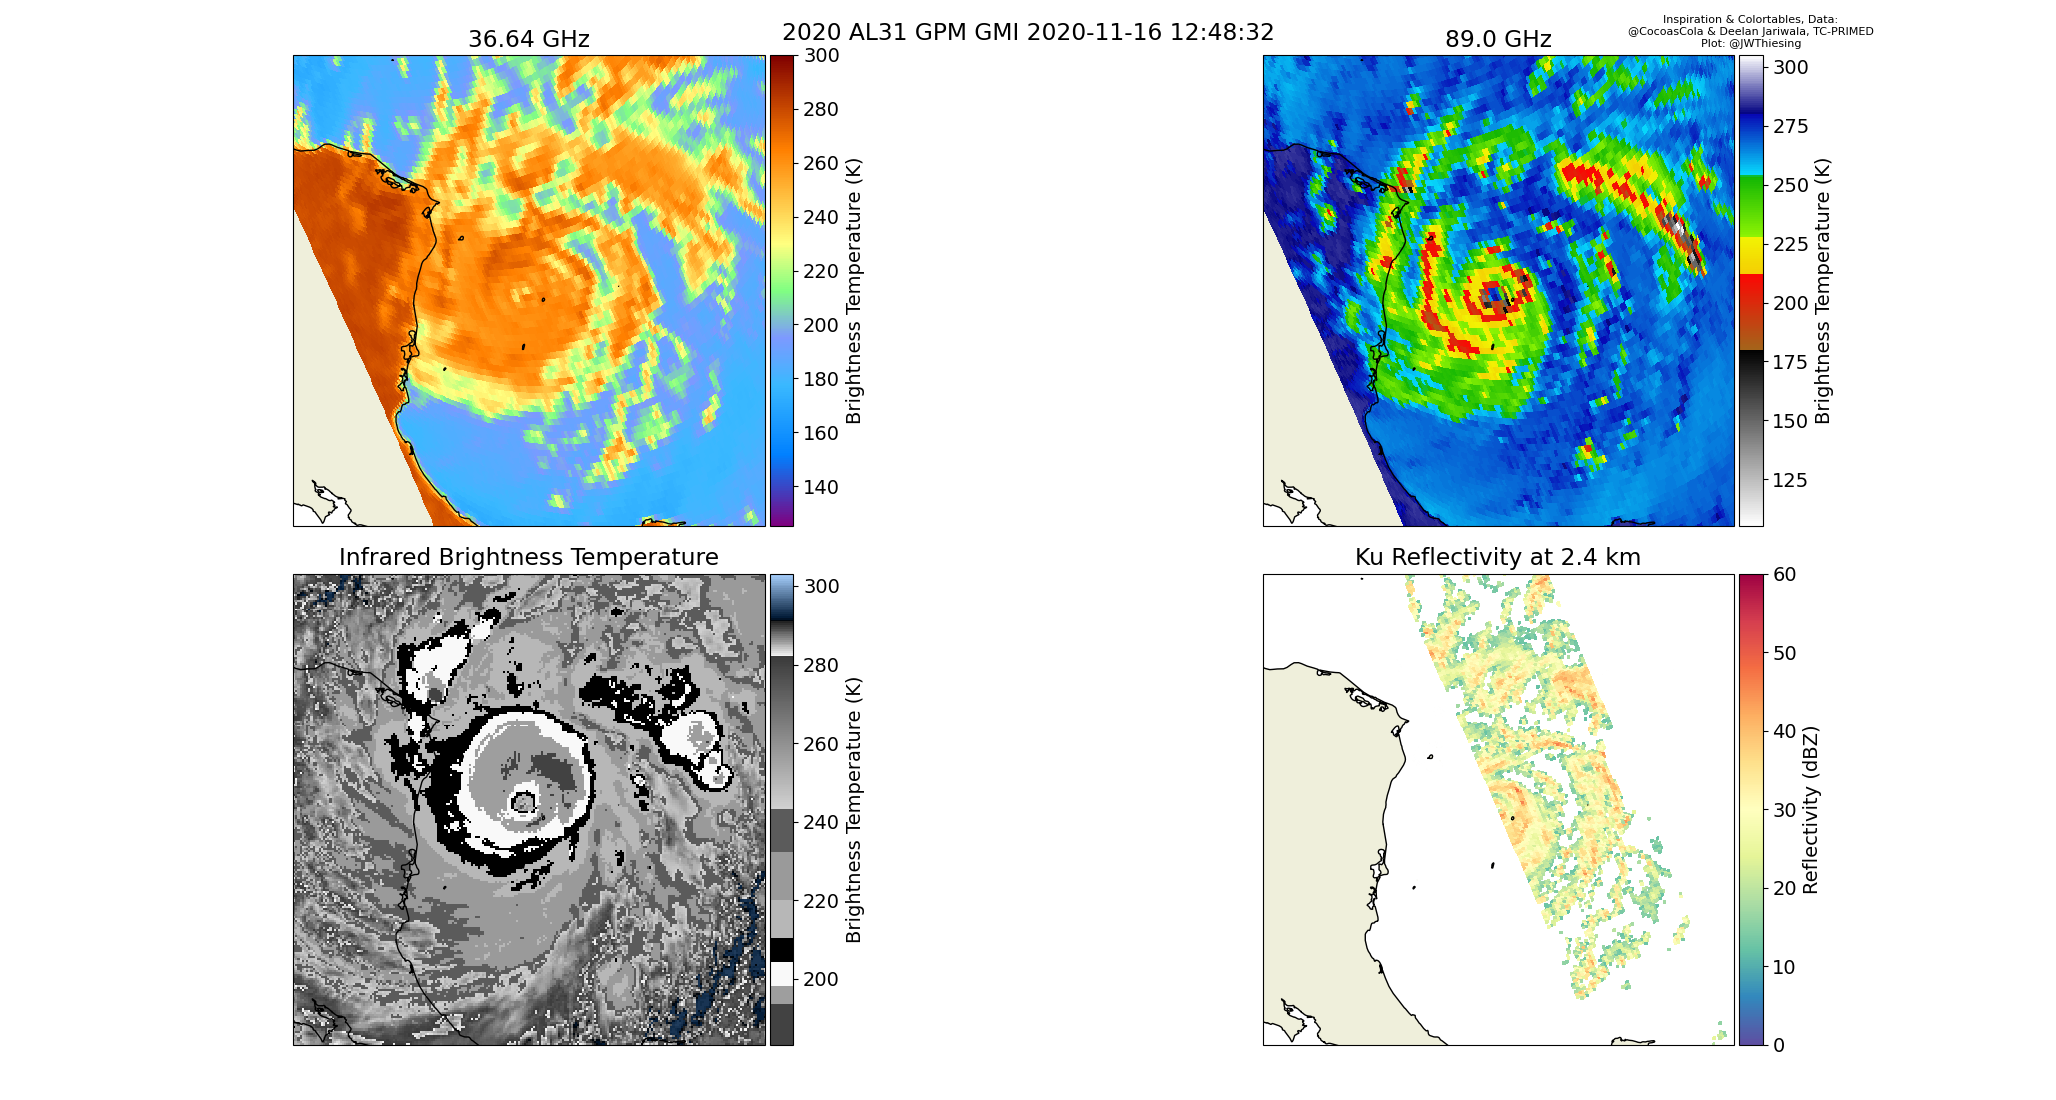 2020 AL31 GPM GMI 2020-11-16 12:48:32
Inspiration & Colortables, Data:
@CocoasCola & Deelan Jariwala, TC-PRIMED
Plot: @JWThiesing
36.64 GHz
300
280
260
240
220
200
180
160
140
Brightness Temperature (K)
89.0 GHz
300
275
250
225
200
175
150
125
Brightness Temperature (K)
Infrared Brightness Temperature
300
280
260
240
220
200
Brightness Temperature (K)
Ku Reflectivity at 2.4 km
60
50
40
30
20
10
0
Reflectivity (dBZ)